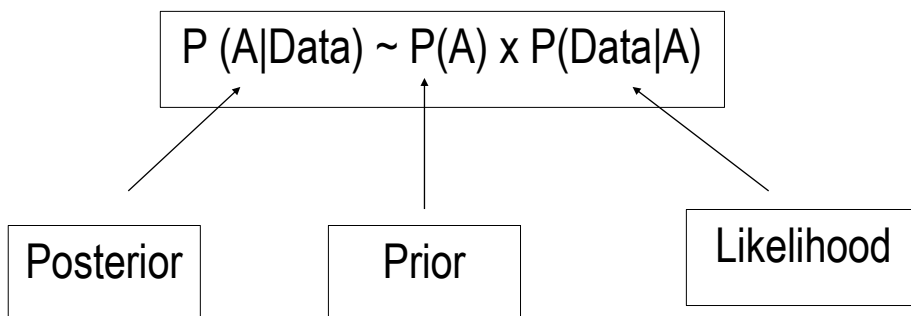 P (A|Data) ~ P(A) x P(Data|A)
Posterior
Prior
Likelihood